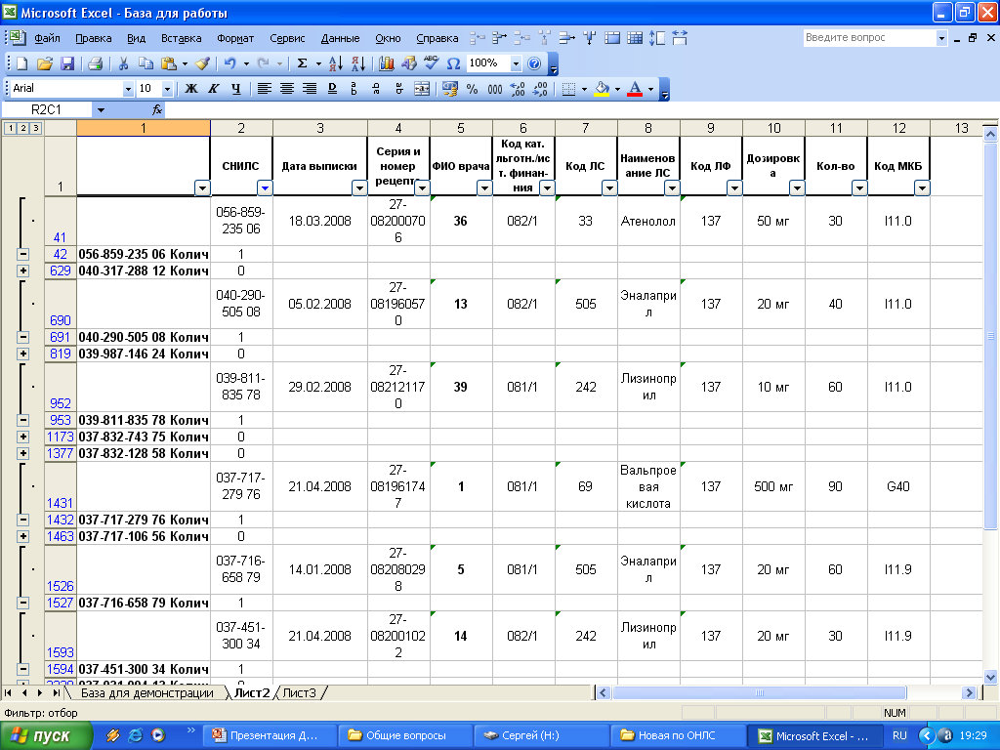 Microsoft Excel - База для работы
Файл Правка Вид Вставка Формат Сервис Данные Окно Справка Введите вопрос
100%
Arial 10 Ж К Ч % 000
R2C1 fx
1 2 3 1 2 3 4 5 6 7 8 9 10 11 12 13
1 СНИЛС Дата выписки Серия и номер рецепта ФИО врача Код кат. льготн./ист. финан-ния Код ЛС Наименование ЛС Код ЛФ Дозировка Кол-во Код МКБ
41 056-859-235 06 18.03.2008 27-082000706 36 082/1 33 Атенолол 137 50 мг 30 I11.0
42 056-859-235 06 Колич 1
629 040-317-288 12 Колич 0
690 040-290-505 08 05.02.2008 27-081960570 13 082/1 505 Эналаприл 137 20 мг 40 I11.0
691 040-290-505 08 Колич 1
819 039-987-146 24 Колич 0
952 039-811-835 78 29.02.2008 27-082121170 39 081/1 242 Лизиноприл 137 10 мг 60 I11.0
953 039-811-835 78 Колич 1
1173 037-832-743 75 Колич 0
1377 037-832-128 58 Колич 0
1431 037-717-279 76 21.04.2008 27-081961747 1 081/1 69 Вальпроевая кислота 137 500 мг 90 G40
1432 037-717-279 76 Колич 1
1463 037-717-106 56 Колич 0
1526 037-716-658 79 14.01.2008 27-082080298 5 081/1 505 Эналаприл 137 20 мг 60 I11.9
1527 037-716-658 79 Колич 1
1593 037-451-300 34 21.04.2008 27-082001022 14 082/1 242 Лизиноприл 137 20 мг 30 I11.9
1594 037-451-300 34 Колич 1
База для демонстрации Лист2 Лист3
Фильтр: отбор NUM
пуск Презентация Д... Общие вопросы Сергей (H:) Новая по ОНЛС Microsoft Excel - ... RU 19:29